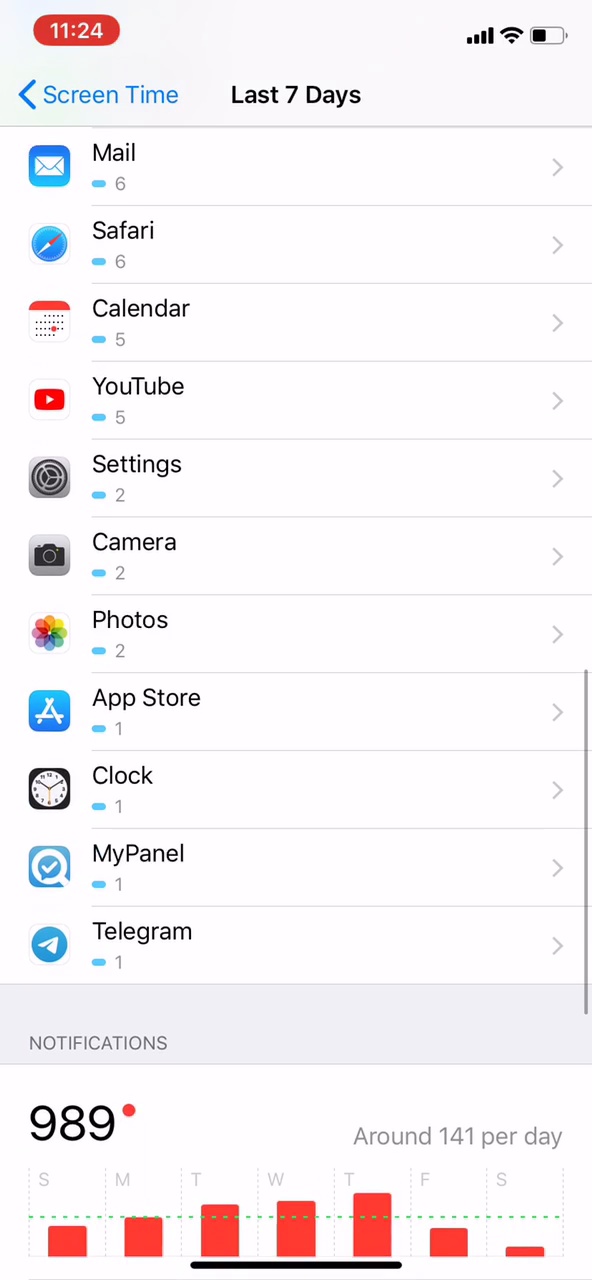 11:24
Screen Time
Last 7 Days
Mail
6
Safari
6
Calendar
5
YouTube
5
Settings
2
Camera
2
Photos
2
App Store
1
Clock
1
MyPanel
1
Telegram
1
NOTIFICATIONS
989
Around 141 per day
S M T W T F S